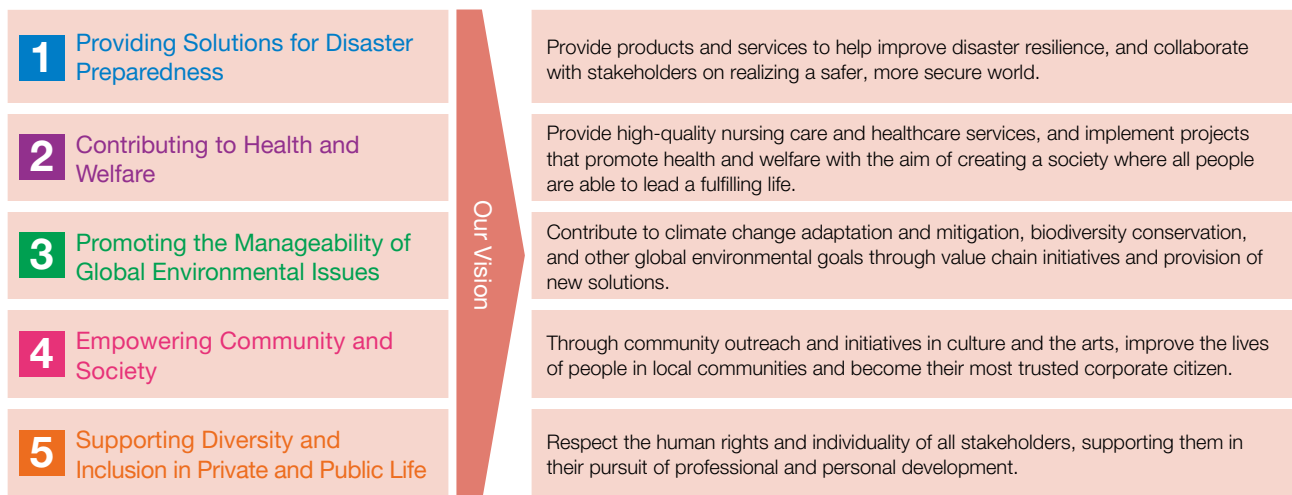 1
Providing Solutions for Disaster
Preparedness
Provide products and services to help improve disaster resilience, and collaborate
with stakeholders on realizing a safer, more secure world.
2
Contributing to Health and
Welfare
Provide high-quality nursing care and healthcare services, and implement projects
that promote health and welfare with the aim of creating a society where all people
are able to lead a fulfilling life.
3
Promoting the Manageability of
Global Environmental Issues
Our Vision
Contribute to climate change adaptation and mitigation, biodiversity conservation,
and other global environmental goals through value chain initiatives and provision of
new solutions.
4
Empowering Community and
Society
Through community outreach and initiatives in culture and the arts, improve the lives
of people in local communities and become their most trusted corporate citizen.
5
Supporting Diversity and
Inclusion in Private and Public Life
Respect the human rights and individuality of all stakeholders, supporting them in
their pursuit of professional and personal development.